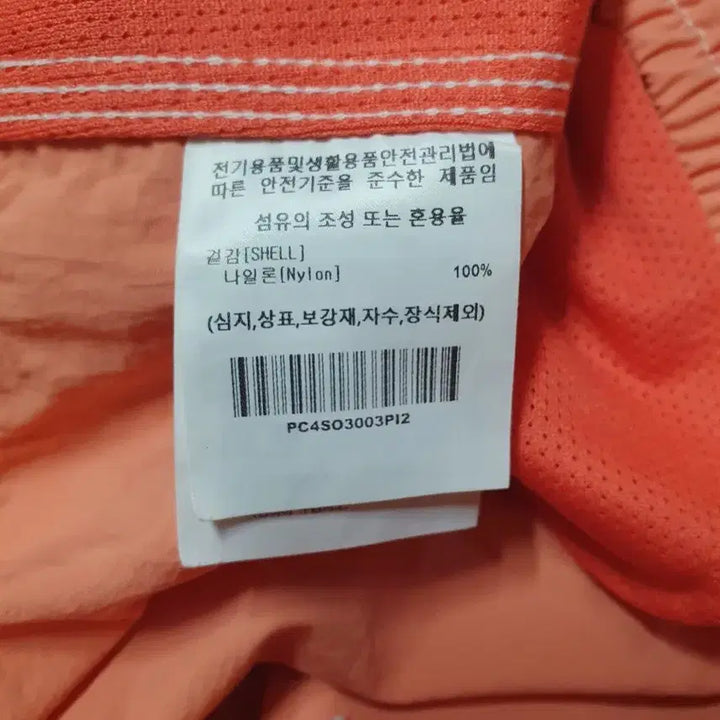 전기용품및생활용품안전관리법에
따른 안전기준을 준수한 제품임
섬유의 조성 또는 혼용율
겉감[SHELL]
나일론[Nylon] 100%
(심지,상표,보강재,자수,장식제외)
PC4SO3003PI2